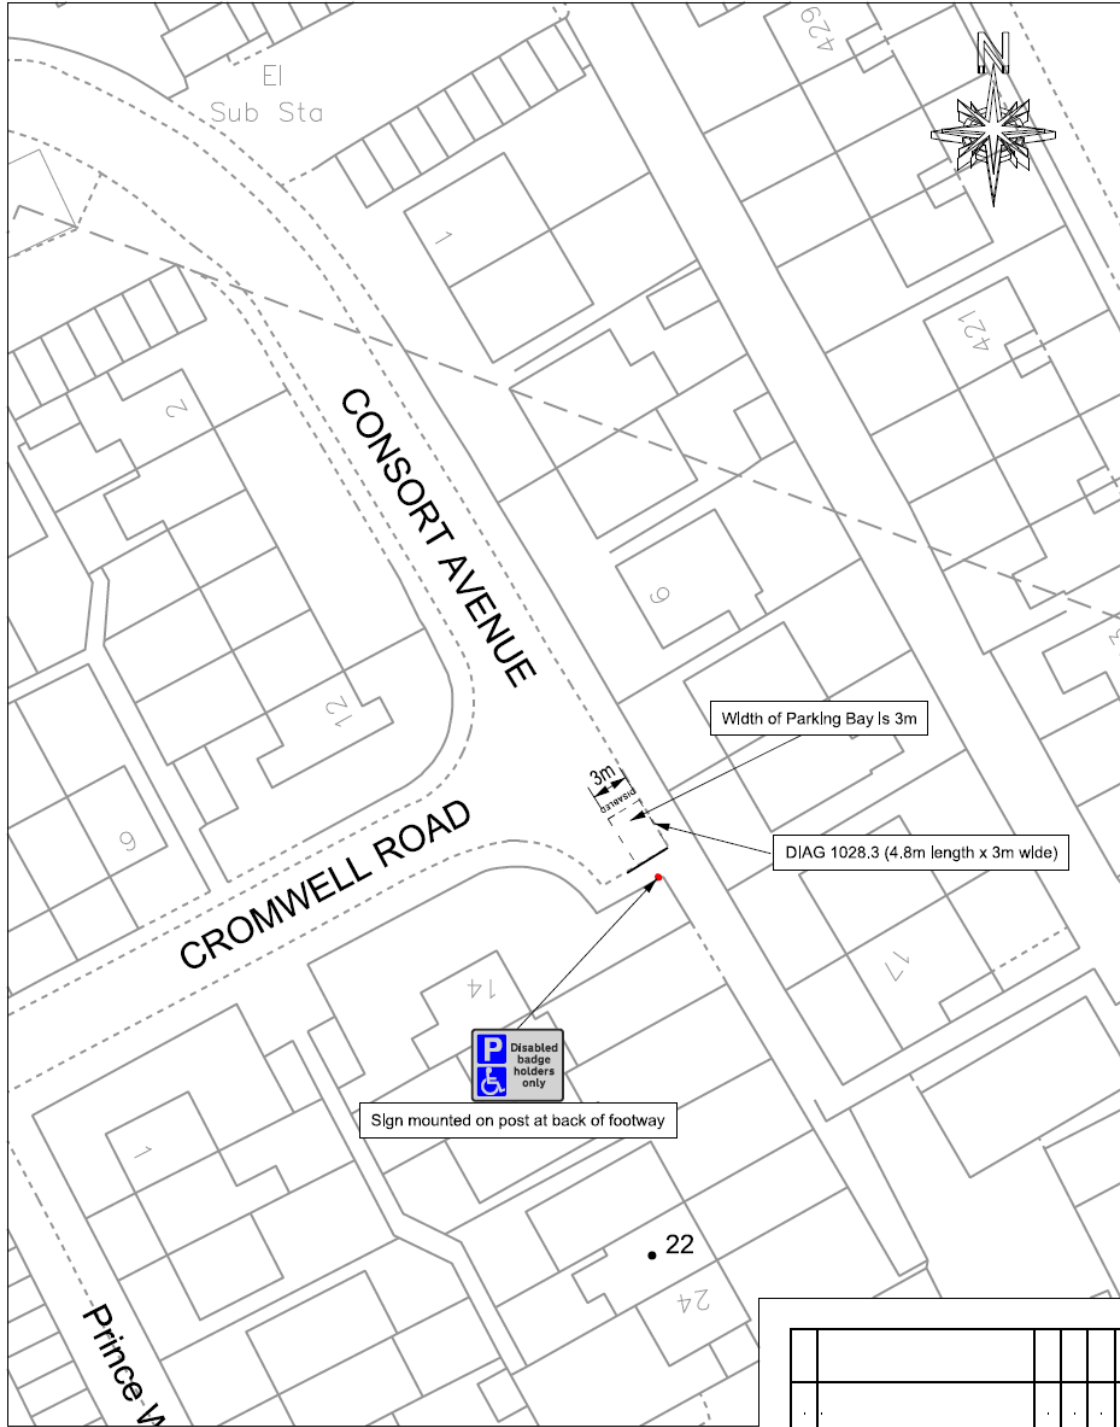 429
N
El
Sub Sta
1
421
2
CONSORT AVENUE
9
12
Width of Parking Bay is 3m
3m
DISABLED
DIAG 1028.3 (4.8m length x 3m wide)
CROMWELL ROAD
17
14
P Disabled
badge
holders
only
Sign mounted on post at back of footway
1
22
24
Prince